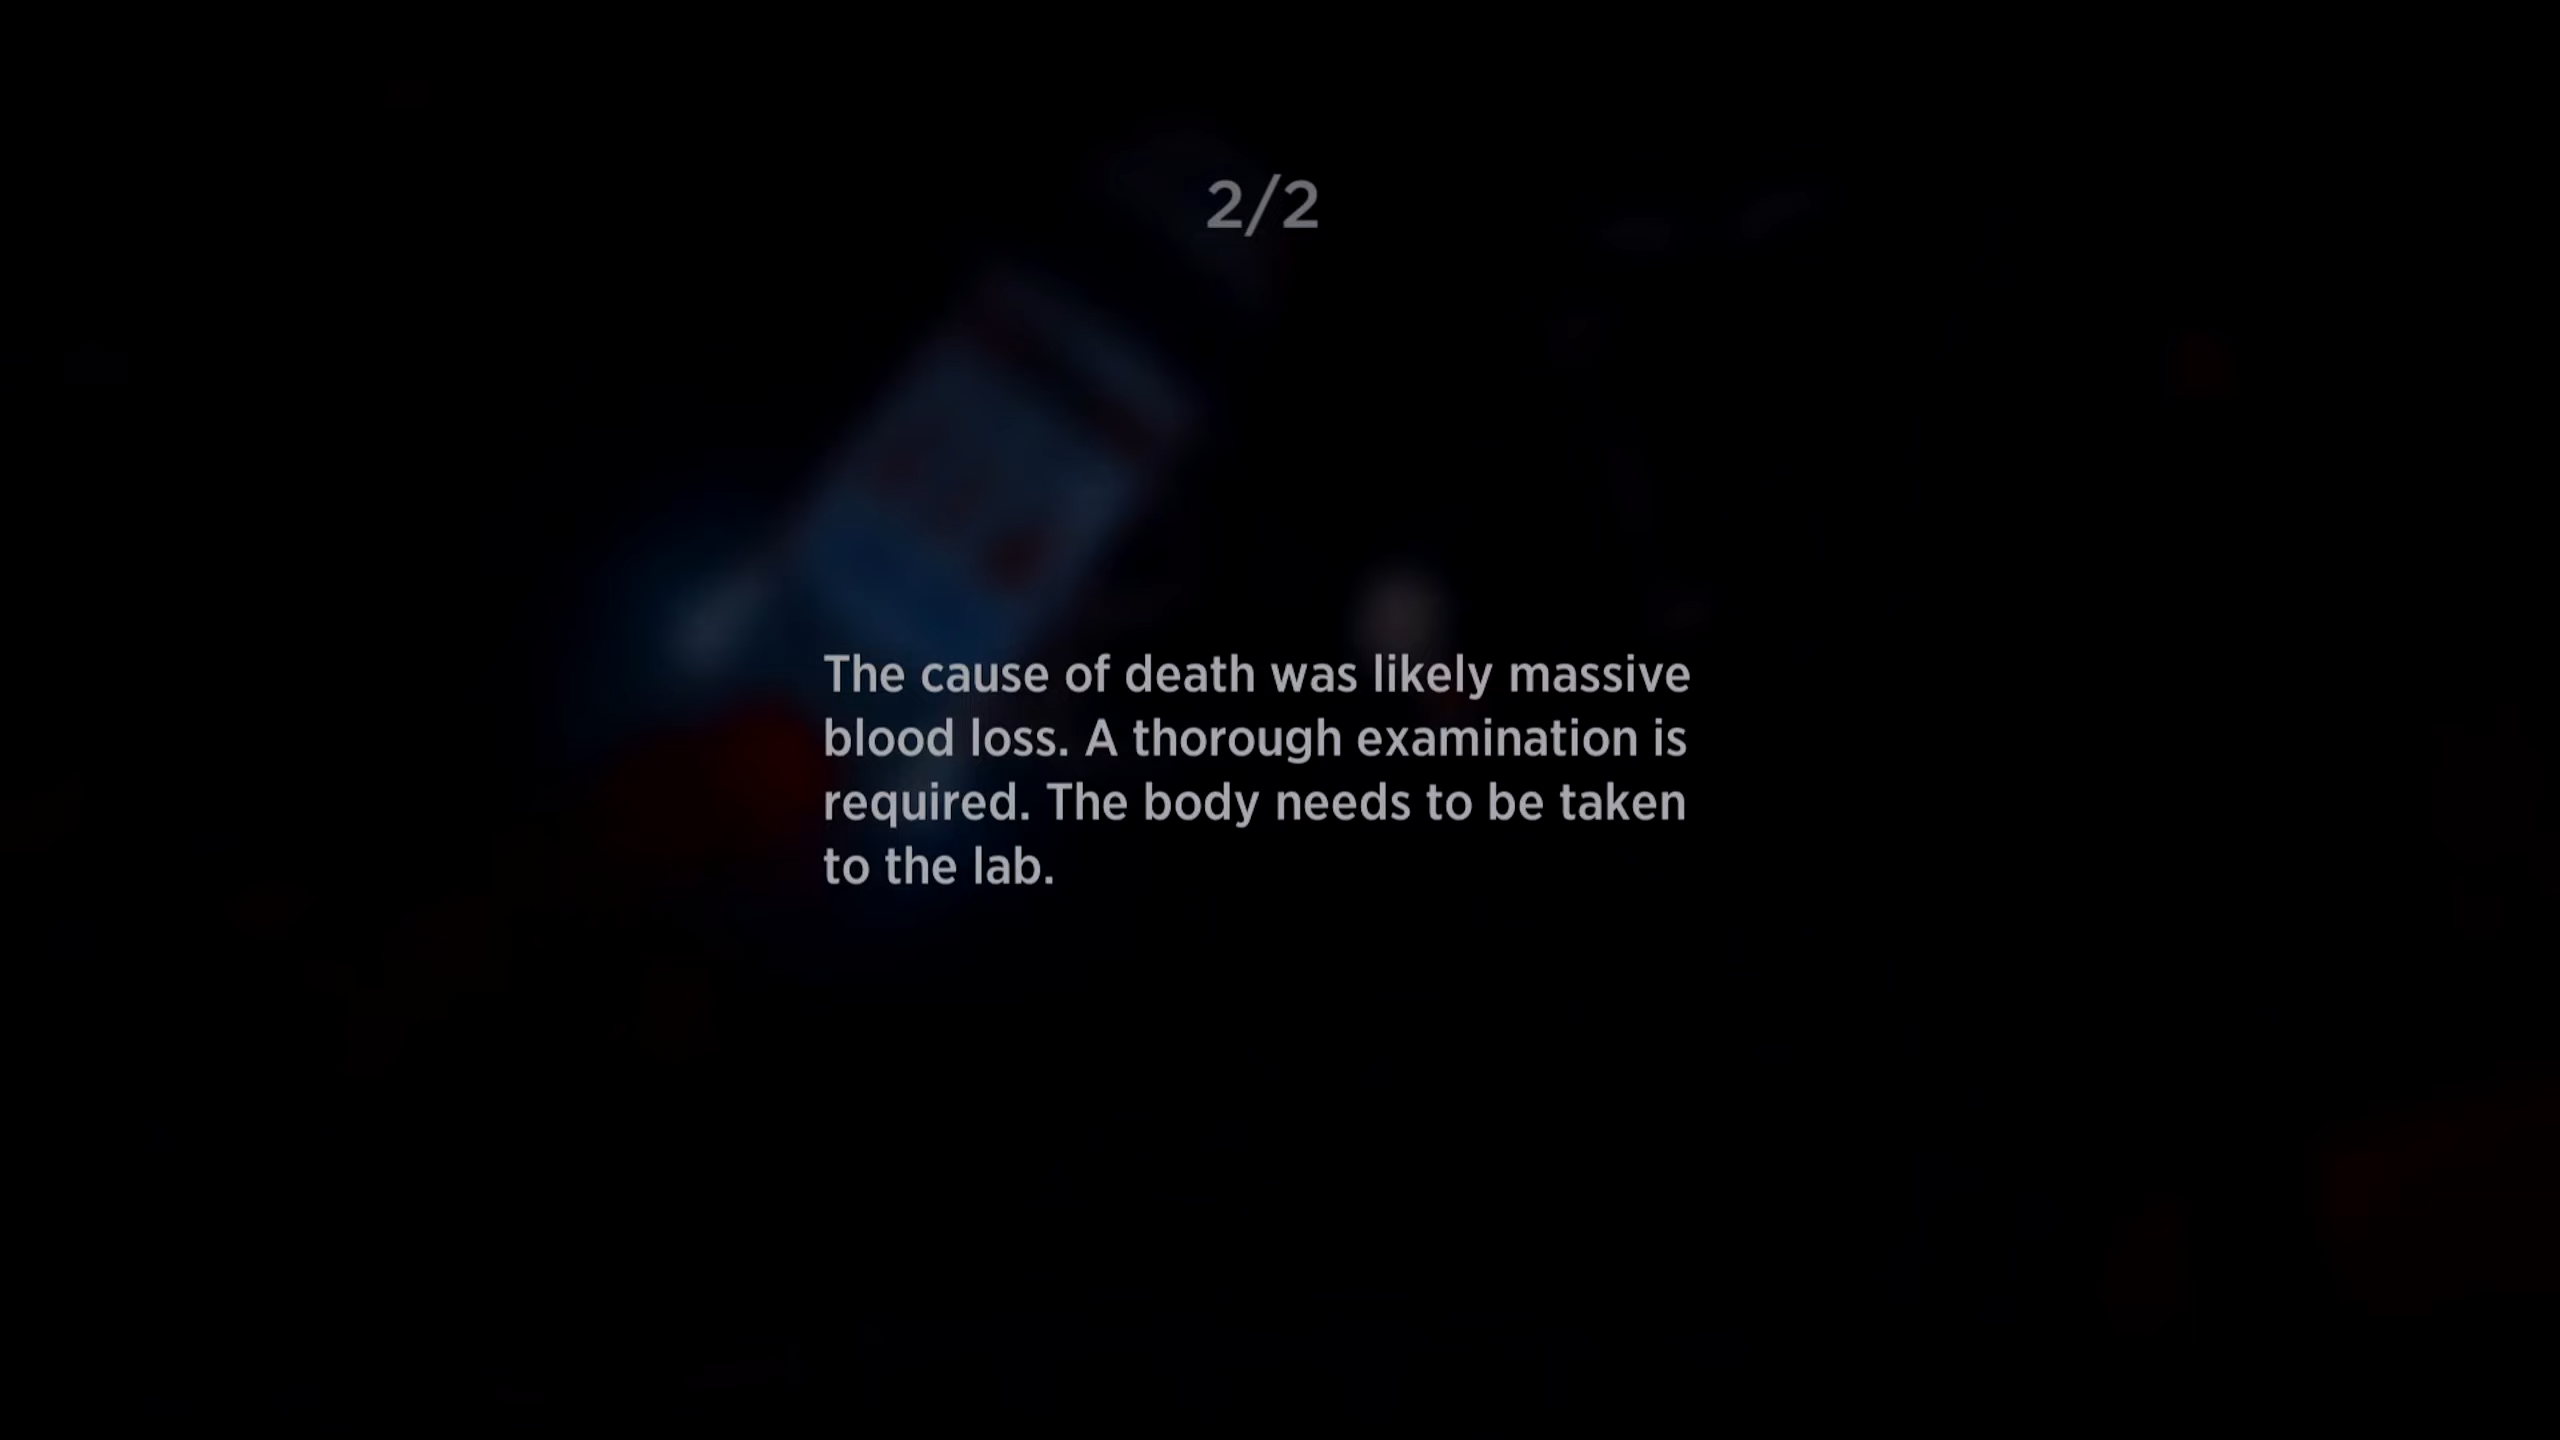 2/2
The cause of death was likely massive
blood loss. A thorough examination is
required. The body needs to be taken
to the lab.